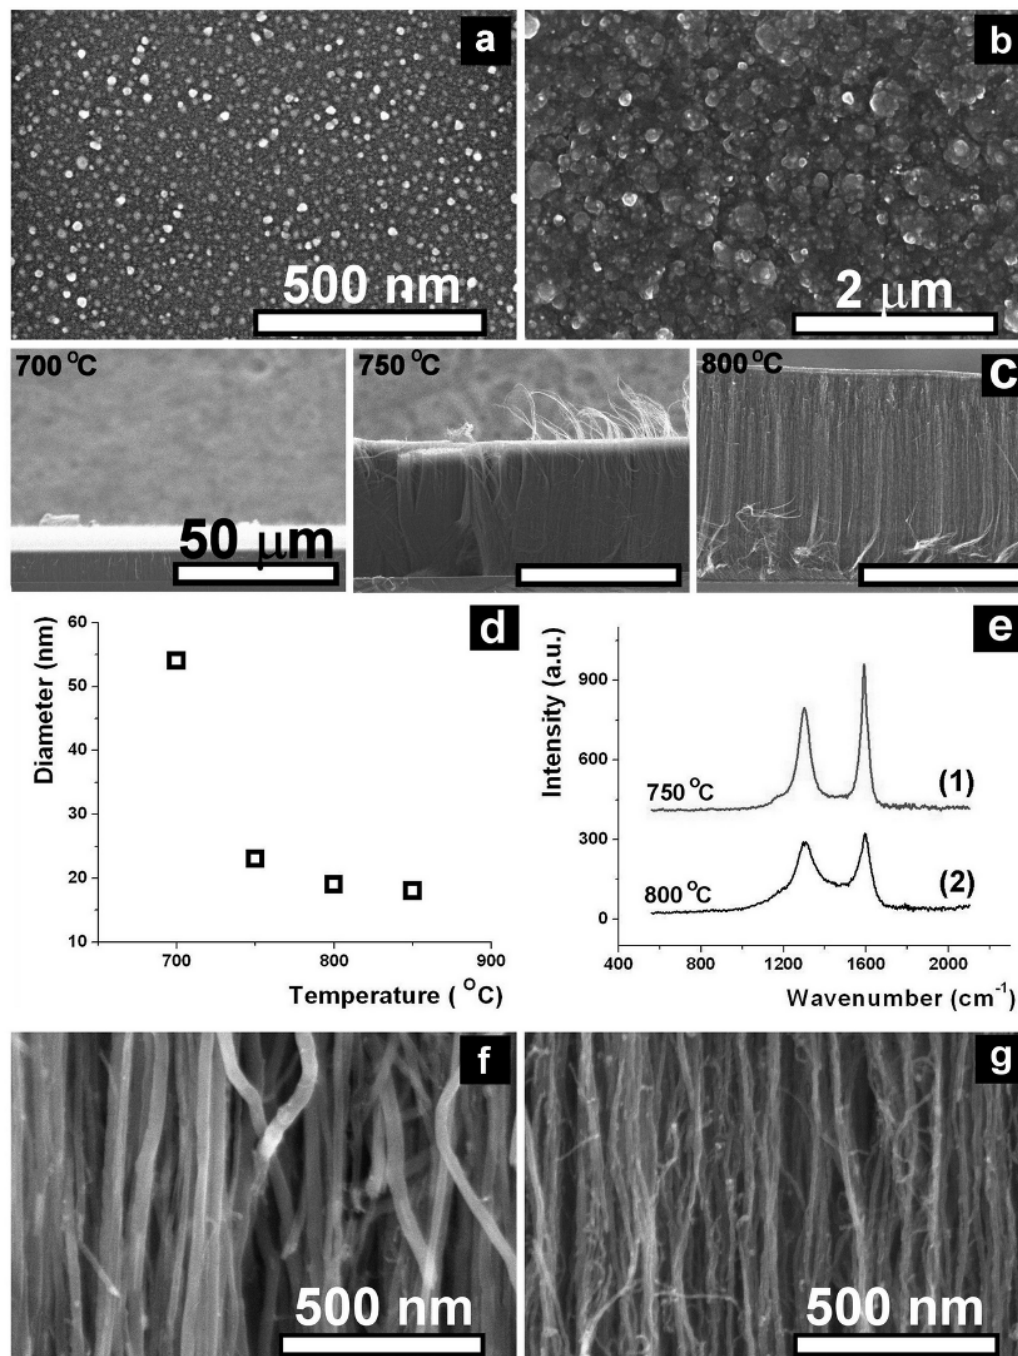 a
500 nm
b
2 μm
700 °C
50 μm
750 °C
800 °C
c
d
Diameter (nm)
60
50
40
30
20
10
700
800
900
Temperature ( °C)
e
Intensity (a.u.)
900
600
300
0
750 °C
(1)
800 °C
(2)
400
800
1200
1600
2000
Wavenumber (cm⁻¹)
f
500 nm
g
500 nm